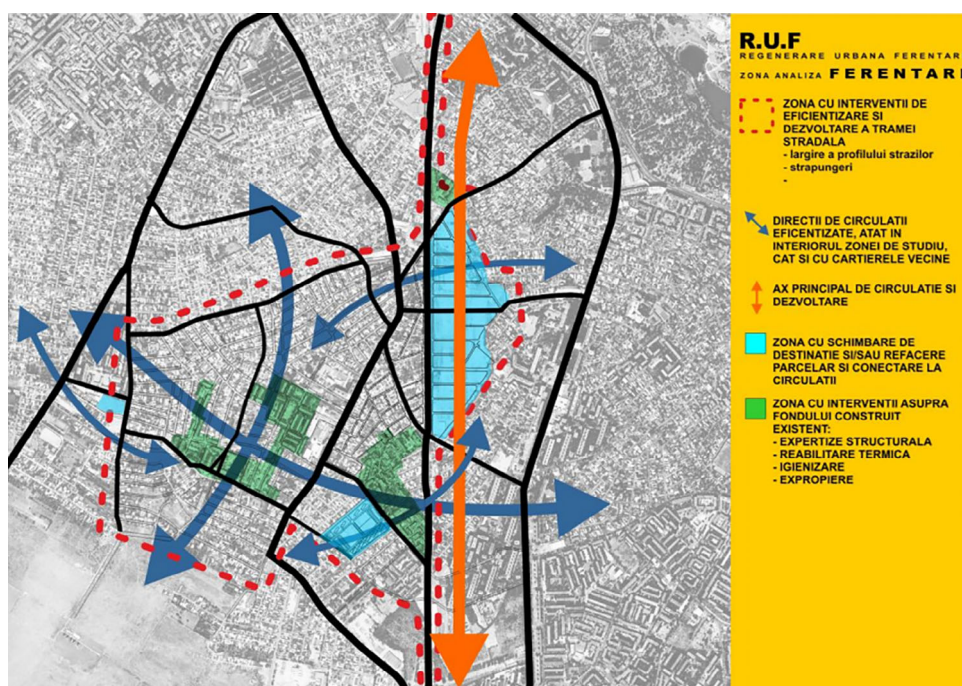 R.U.F
REGENERARE URBANA FERENTARI
ZONA ANALIZA FERENTARI
ZONA CU INTERVENTII DE
EFICIENTIZARE SI
DEZVOLTARE A TRAMEI
STRADALA
- largire a profilului strazilor
- strapungeri
-
DIRECTII DE CIRCULATII
EFICENTIZATE, ATAT IN
INTERIORUL ZONEI DE STUDIU,
CAT SI CU CARTIERELE VECINE
AX PRINCIPAL DE CIRCULATIE SI
DEZVOLTARE
ZONA CU SCHIMBARE DE
DESTINATIE SI/SAU REFACERE
PARCELAR SI CONECTARE LA
CIRCULATII
ZONA CU INTERVENTII ASUPRA
FONDULUI CONSTRUIT
EXISTENT:
- EXPERTIZE STRUCTURALA
- REABILITARE TERMICA
- IGIENIZARE
- EXPROPIERE